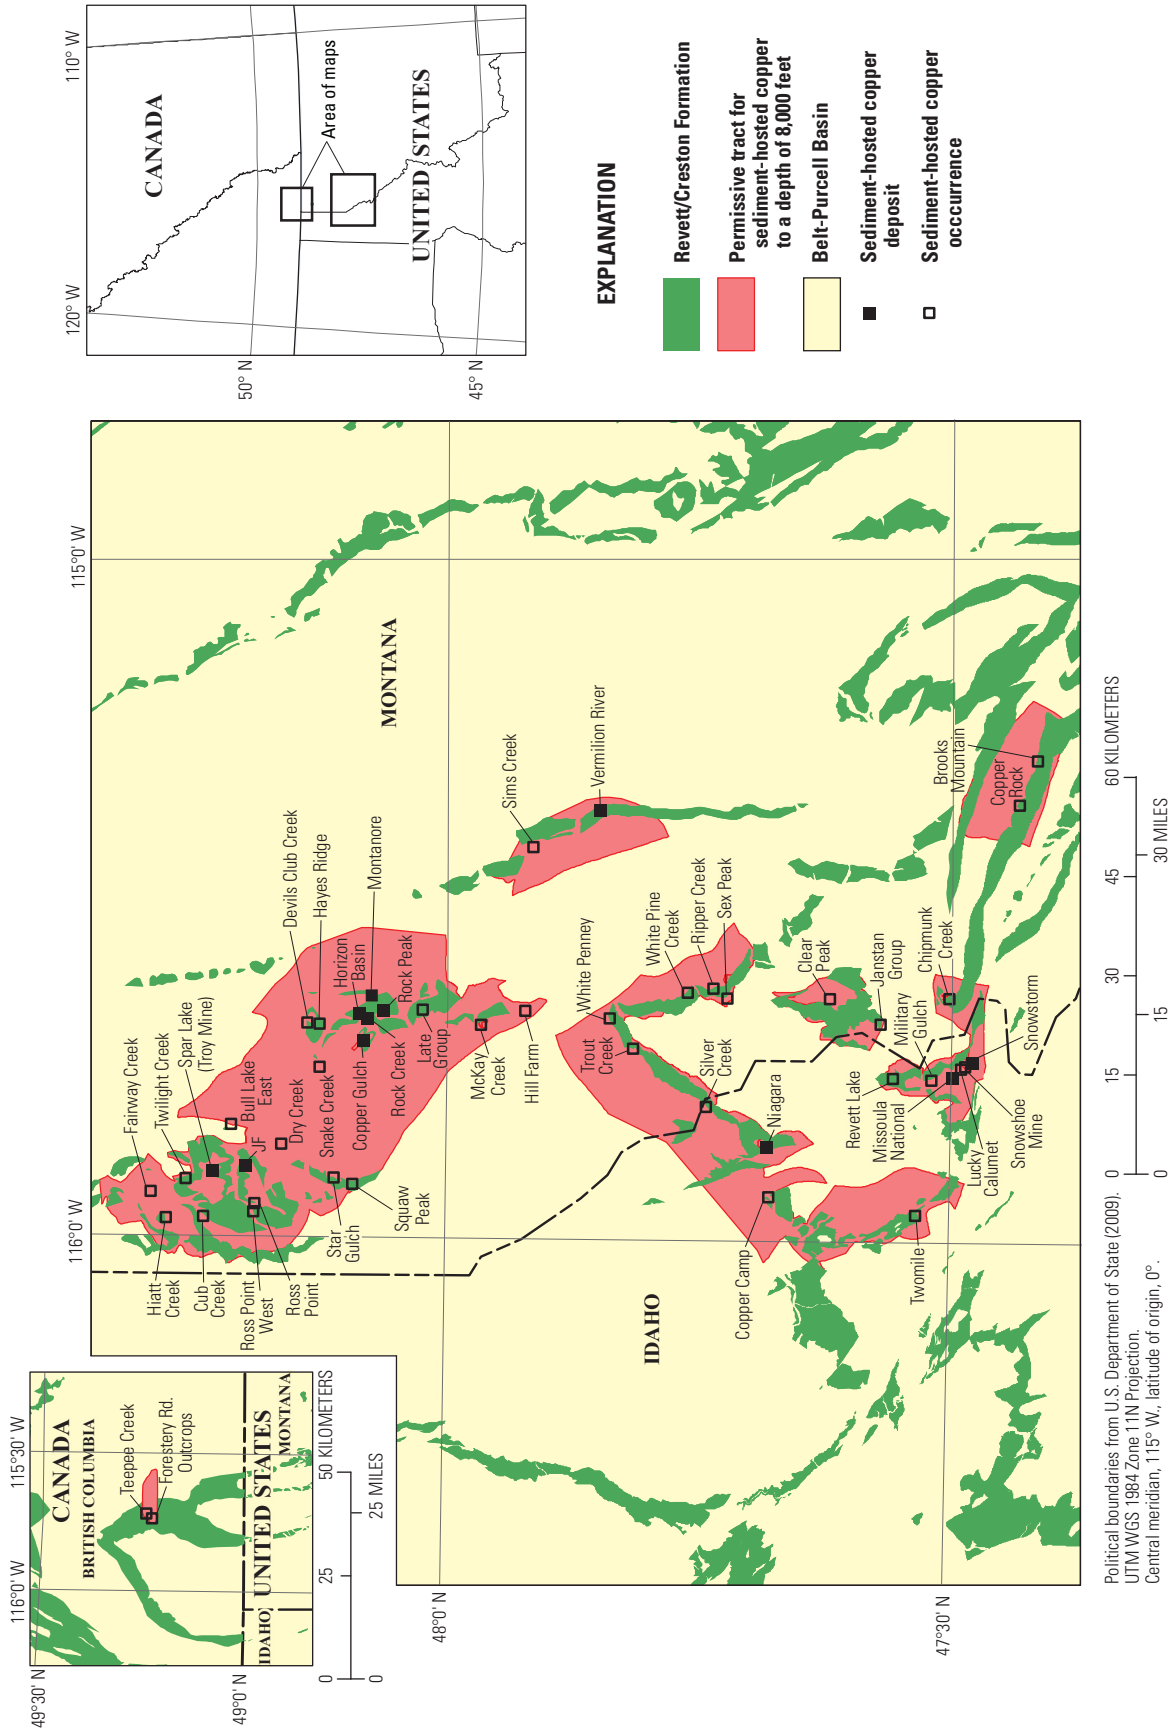 49°30' N
49°0' N
116°0' W
115°30' W
CANADA
BRITISH COLUMBIA
Teepee Creek
Forestery Rd.
Outcrops
UNITED STATES
IDAHO
MONTANA
0
25
50 KILOMETERS
0
25 MILES
116°0' W
115°0' W
48°0' N
47°30' N
MONTANA
IDAHO
Hiatt
Creek
Cub
Creek
Ross Point
West
Ross
Point
Star
Gulch
Squaw
Peak
Fairway Creek
Twilight Creek
Spar Lake
(Troy Mine)
Bull Lake
East
JF
Dry Creek
Snake Creek
Copper Gulch
Rock Creek
Devils Club Creek
Hayes Ridge
Horizon
Basin
Montanore
Rock Peak
Late
Group
McKay
Creek
Hill Farm
Sims Creek
Vermilion River
White Penney
Trout
Creek
White Pine
Creek
Ripper Creek
Sex Peak
Silver
Creek
Niagara
Copper Camp
Twomile
Clear
Peak
Janstan
Group
Military
Gulch
Chipmunk
Creek
Revett Lake
Missoula
National
Lucky
Calumet
Snowshoe
Mine
Snowstorm
Brooks
Mountain
Copper
Rock
0
15
30
45
60 KILOMETERS
0
15
30 MILES
Political boundaries from U.S. Department of State (2009).
UTM WGS 1984 Zone 11N Projection.
Central meridian, 115° W., latitude of origin, 0°.
120° W
110° W
50° N
45° N
CANADA
UNITED STATES
Area of maps
EXPLANATION
Revett/Creston Formation
Permissive tract for
sediment-hosted copper
to a depth of 8,000 feet
Belt-Purcell Basin
Sediment-hosted copper
deposit
Sediment-hosted copper
occcurrence